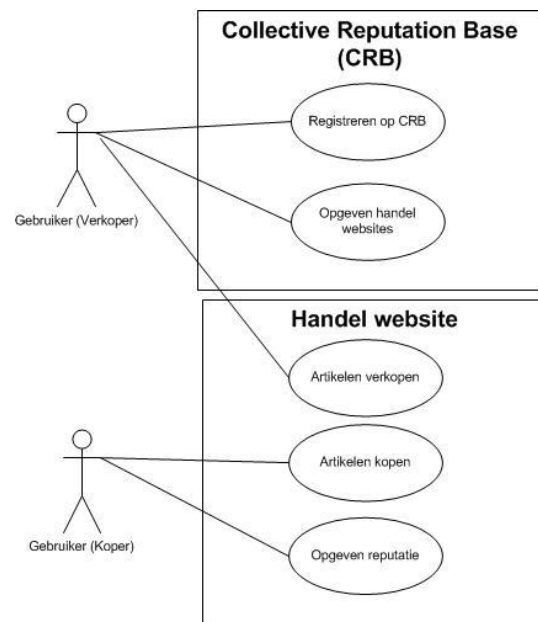 Collective Reputation Base
(CRB)
Registreren op CRB
Gebruiker (Verkoper)
Opgeven handel
websites
Handel website
Artikelen verkopen
Artikelen kopen
Gebruiker (Koper)
Opgeven reputatie